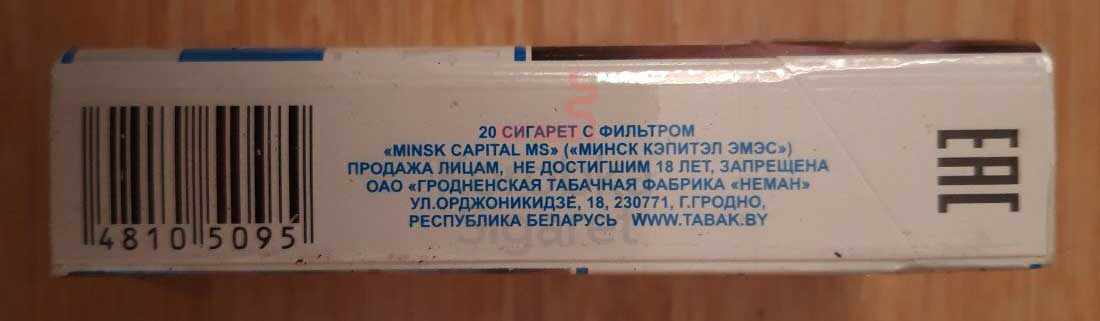 20 СИГАРЕТ С ФИЛЬТРОМ
«MINSK CAPITAL MS» («МИНСК КЭПИТЭЛ ЭМЭС»)
ПРОДАЖА ЛИЦАМ, НЕ ДОСТИГШИМ 18 ЛЕТ, ЗАПРЕЩЕНА
ОАО «ГРОДНЕНСКАЯ ТАБАЧНАЯ ФАБРИКА «НЕМАН»
УЛ.ОРДЖОНИКИДЗЕ, 18, 230771, Г.ГРОДНО,
РЕСПУБЛИКА БЕЛАРУСЬ WWW.TABAK.BY
Sigaret
4810 5095
EAC